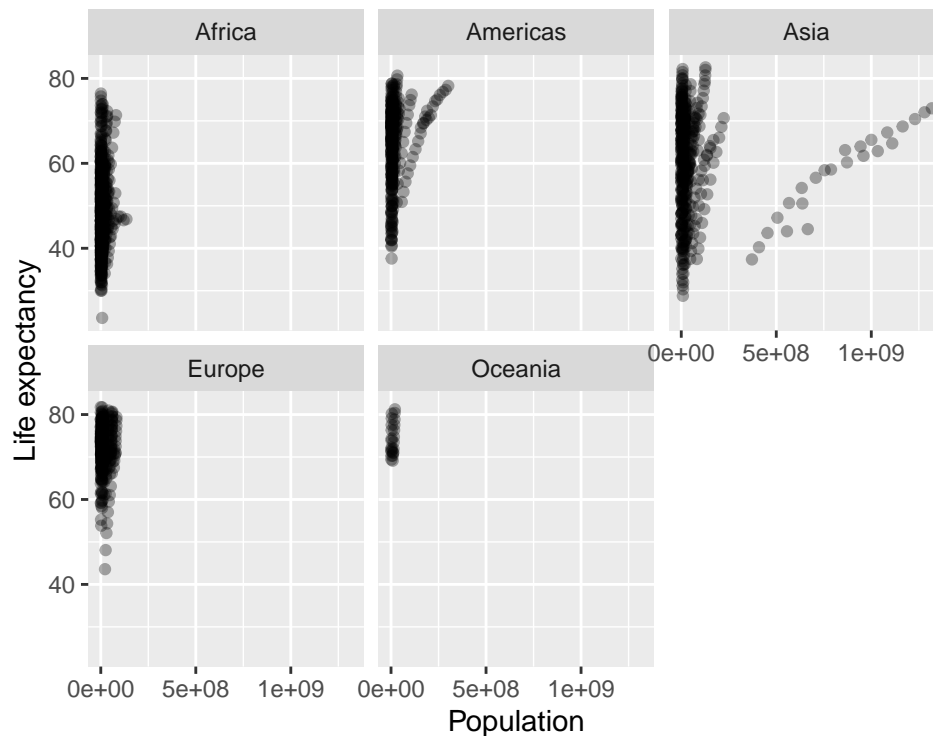 Africa Americas Asia
80
60
40
0e+00 5e+08 1e+09
Europe Oceania
80
60
40
0e+00 5e+08 1e+09 0e+00 5e+08 1e+09
Population
Life expectancy